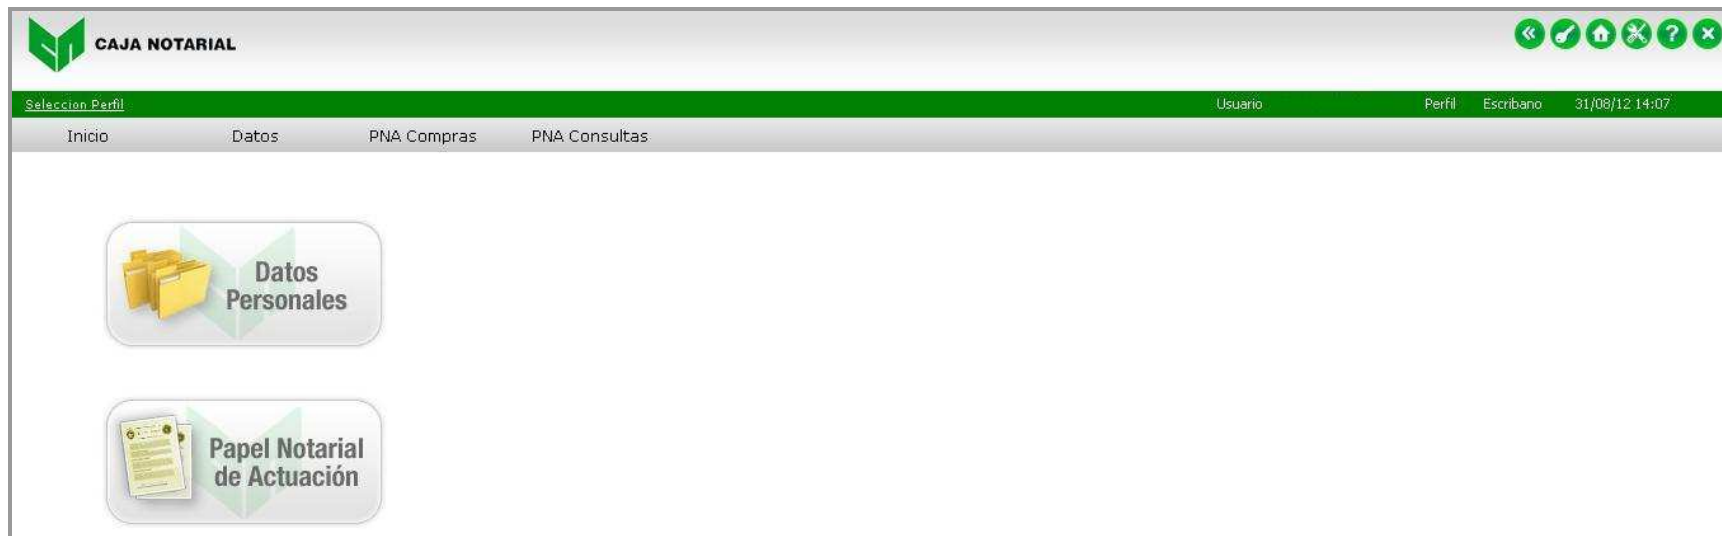 CAJA NOTARIAL
Seleccion Perfil Usuario Perfil Escribano 31/08/12 14:07
Inicio Datos PNA Compras PNA Consultas
Datos
Personales
Papel Notarial
de Actuación